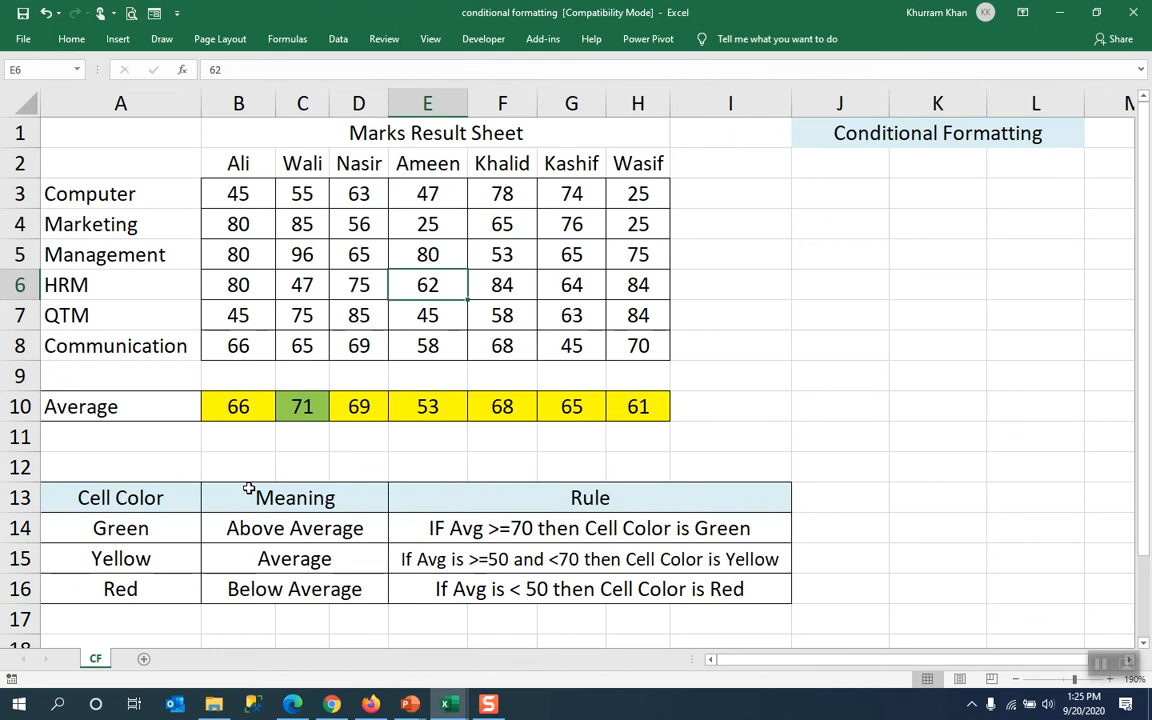 conditional formatting [Compatibility Mode] - Excel
Khurram Khan KK
File Home Insert Draw Page Layout Formulas Data Review View Developer Add-ins Help Power Pivot Tell me what you want to do Share
E6 fx 62
A B C D E F G H I J K L M
1 Marks Result Sheet Conditional Formatting
2 Ali Wali Nasir Ameen Khalid Kashif Wasif
3 Computer 45 55 63 47 78 74 25
4 Marketing 80 85 56 25 65 76 25
5 Management 80 96 65 80 53 65 75
6 HRM 80 47 75 62 84 64 84
7 QTM 45 75 85 45 58 63 84
8 Communication 66 65 69 58 68 45 70
9
10 Average 66 71 69 53 68 65 61
11
12
13 Cell Color Meaning Rule
14 Green Above Average IF Avg >=70 then Cell Color is Green
15 Yellow Average If Avg is >=50 and <70 then Cell Color is Yellow
16 Red Below Average If Avg is < 50 then Cell Color is Red
17
18
CF
190%
1:25 PM
9/20/2020